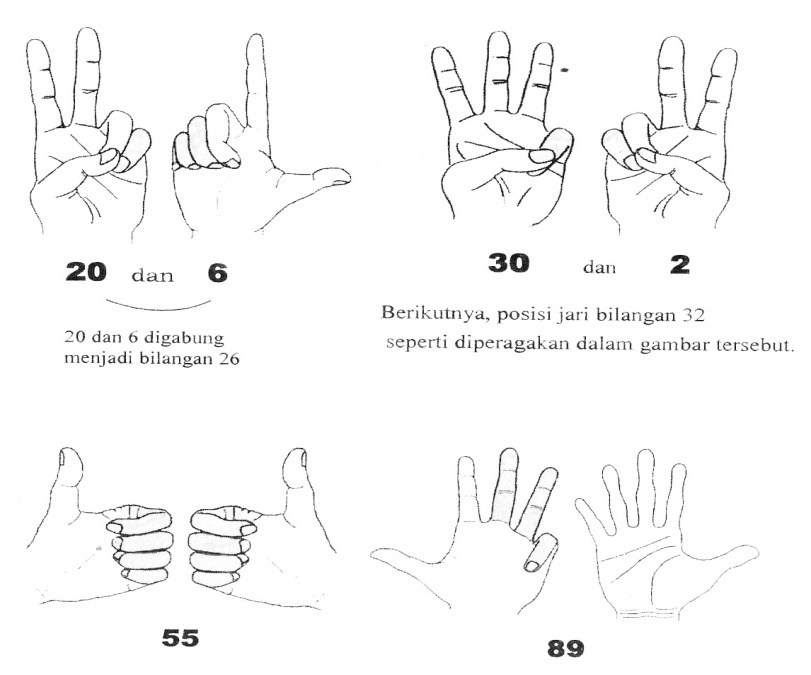 20 dan 6
20 dan 6 digabung
menjadi bilangan 26
30 dan 2
Berikutnya, posisi jari bilangan 32
seperti diperagakan dalam gambar tersebut.
55
89